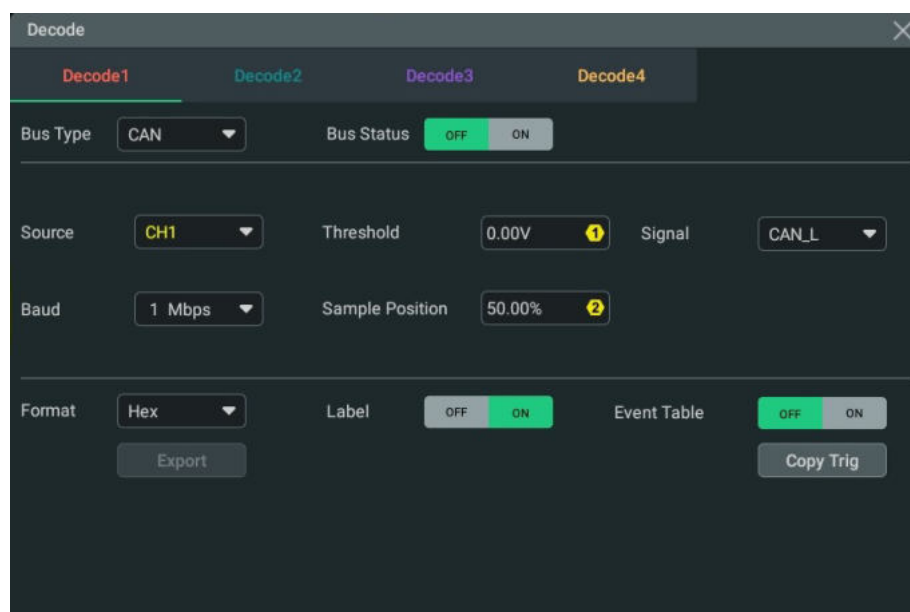 Decode
Decode1 Decode2 Decode3 Decode4
Bus Type CAN Bus Status OFF ON
Source CH1 Threshold 0.00V 1 Signal CAN_L
Baud 1 Mbps Sample Position 50.00% 2
Format Hex Label OFF ON Event Table OFF ON
Export Copy Trig